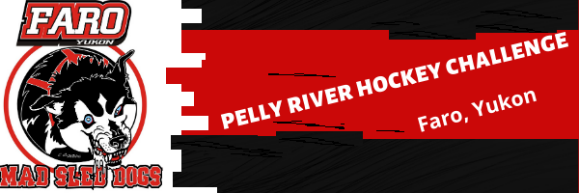 FARO
YUKON
MAD SLED DOGS
PELLY RIVER HOCKEY CHALLENGE
Faro, Yukon